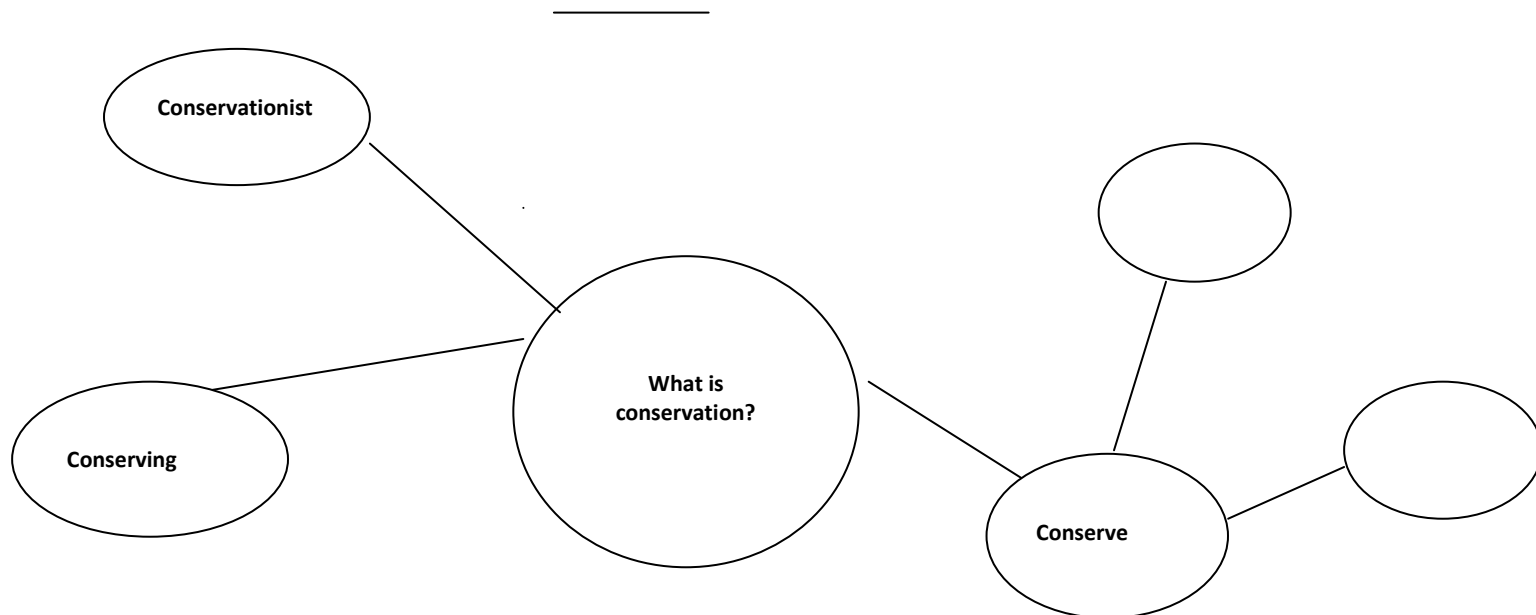 Conservationist
What is
conservation?
Conserving
Conserve